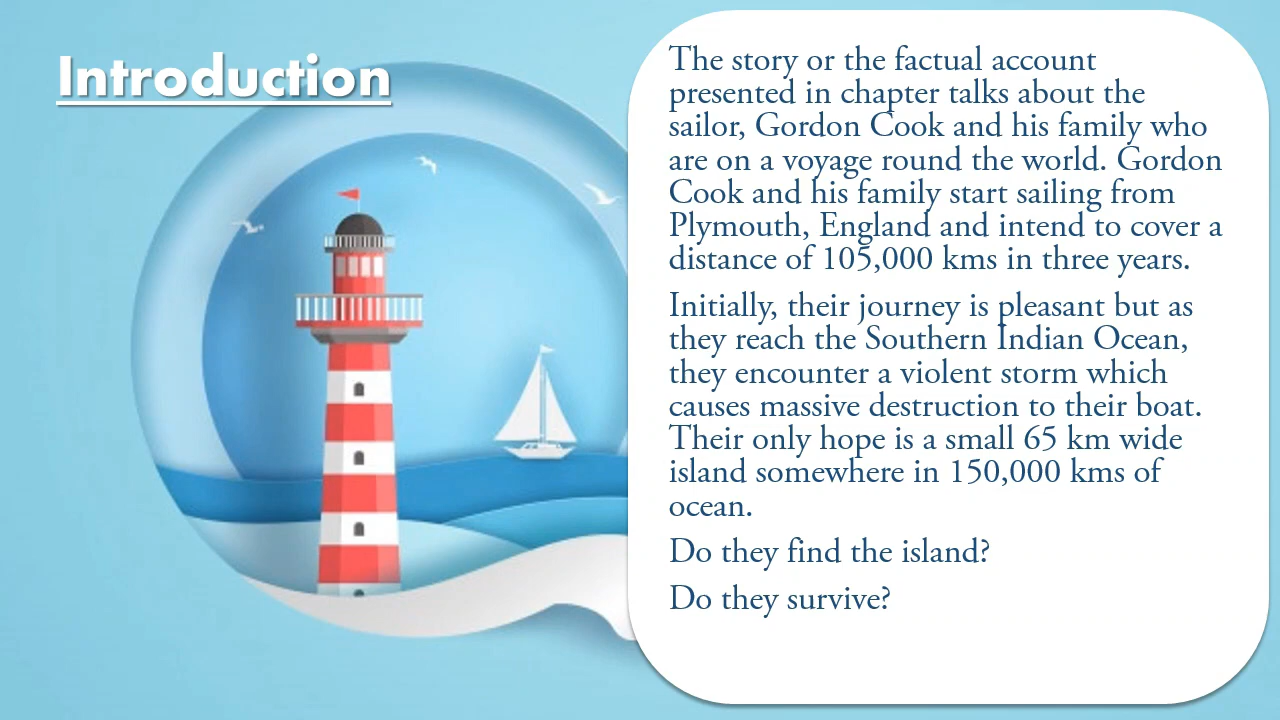 Introduction
The story or the factual account
presented in chapter talks about the
sailor, Gordon Cook and his family who
are on a voyage round the world. Gordon
Cook and his family start sailing from
Plymouth, England and intend to cover a
distance of 105,000 kms in three years.
Initially, their journey is pleasant but as
they reach the Southern Indian Ocean,
they encounter a violent storm which
causes massive destruction to their boat.
Their only hope is a small 65 km wide
island somewhere in 150,000 kms of
ocean.
Do they find the island?
Do they survive?